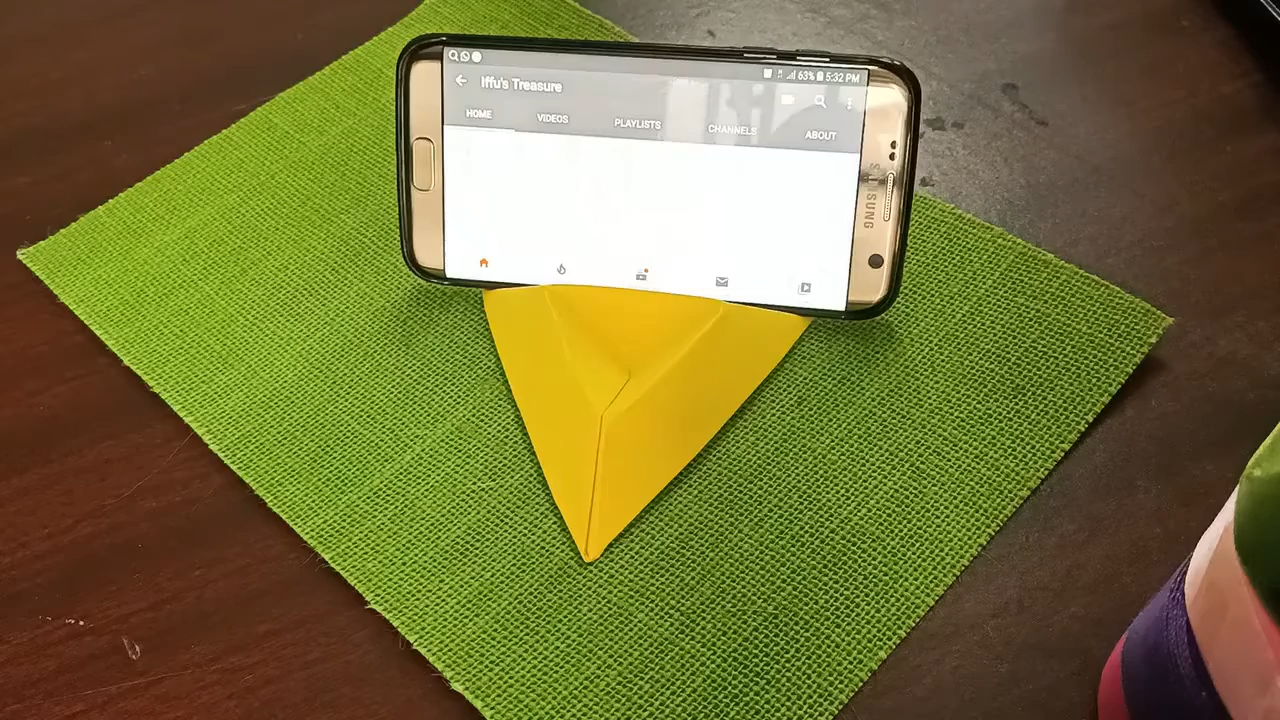 63% 5:32 PM
Iffu's Treasure
HOME VIDEOS PLAYLISTS CHANNELS ABOUT
SAMSUNG